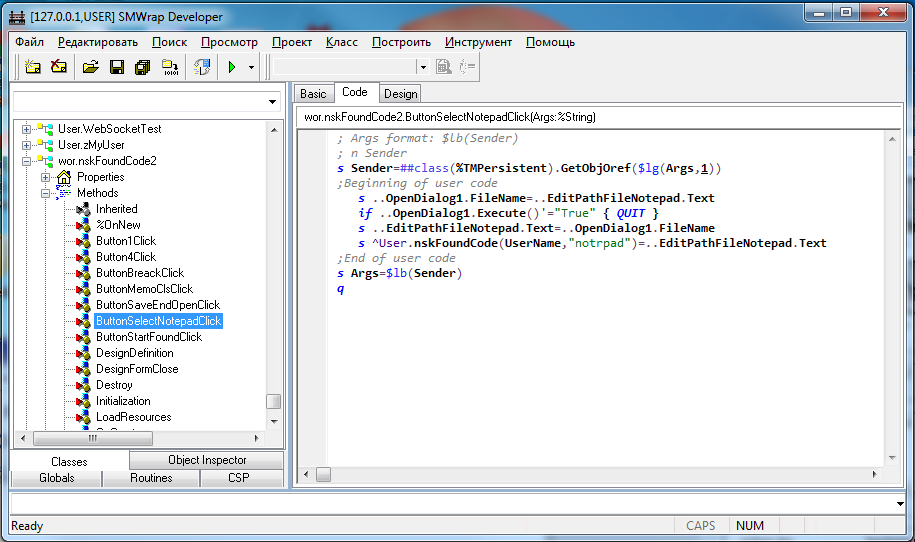 [127.0.0.1,USER] SMWrap Developer
Файл Редактировать Поиск Просмотр Проект Класс Построить Инструмент Помощь
User.WebSocketTest
User.zMyUser
wor.nskFoundCode2
Properties
Methods
Inherited
%OnNew
Button1Click
Button4Click
ButtonBreackClick
ButtonMemoClsClick
ButtonSaveEndOpenClick
ButtonSelectNotepadClick
ButtonStartFoundClick
DesignDefinition
DesignFormClose
Destroy
Initialization
LoadResources
Classes Object Inspector
Globals Routines CSP
Basic Code Design
wor.nskFoundCode2.ButtonSelectNotepadClick(Args:%String)
; Args format: $lb(Sender)
; n Sender
s Sender=##class(%TMPersistent).GetObjOref($lg(Args,1))
;Beginning of user code
s ..OpenDialog1.FileName=..EditPathFileNotepad.Text
if ..OpenDialog1.Execute()'="True" { QUIT }
s ..EditPathFileNotepad.Text=..OpenDialog1.FileName
s ^User.nskFoundCode(UserName,"notrpad")=..EditPathFileNotepad.Text
;End of user code
s Args=$lb(Sender)
q
Ready CAPS NUM